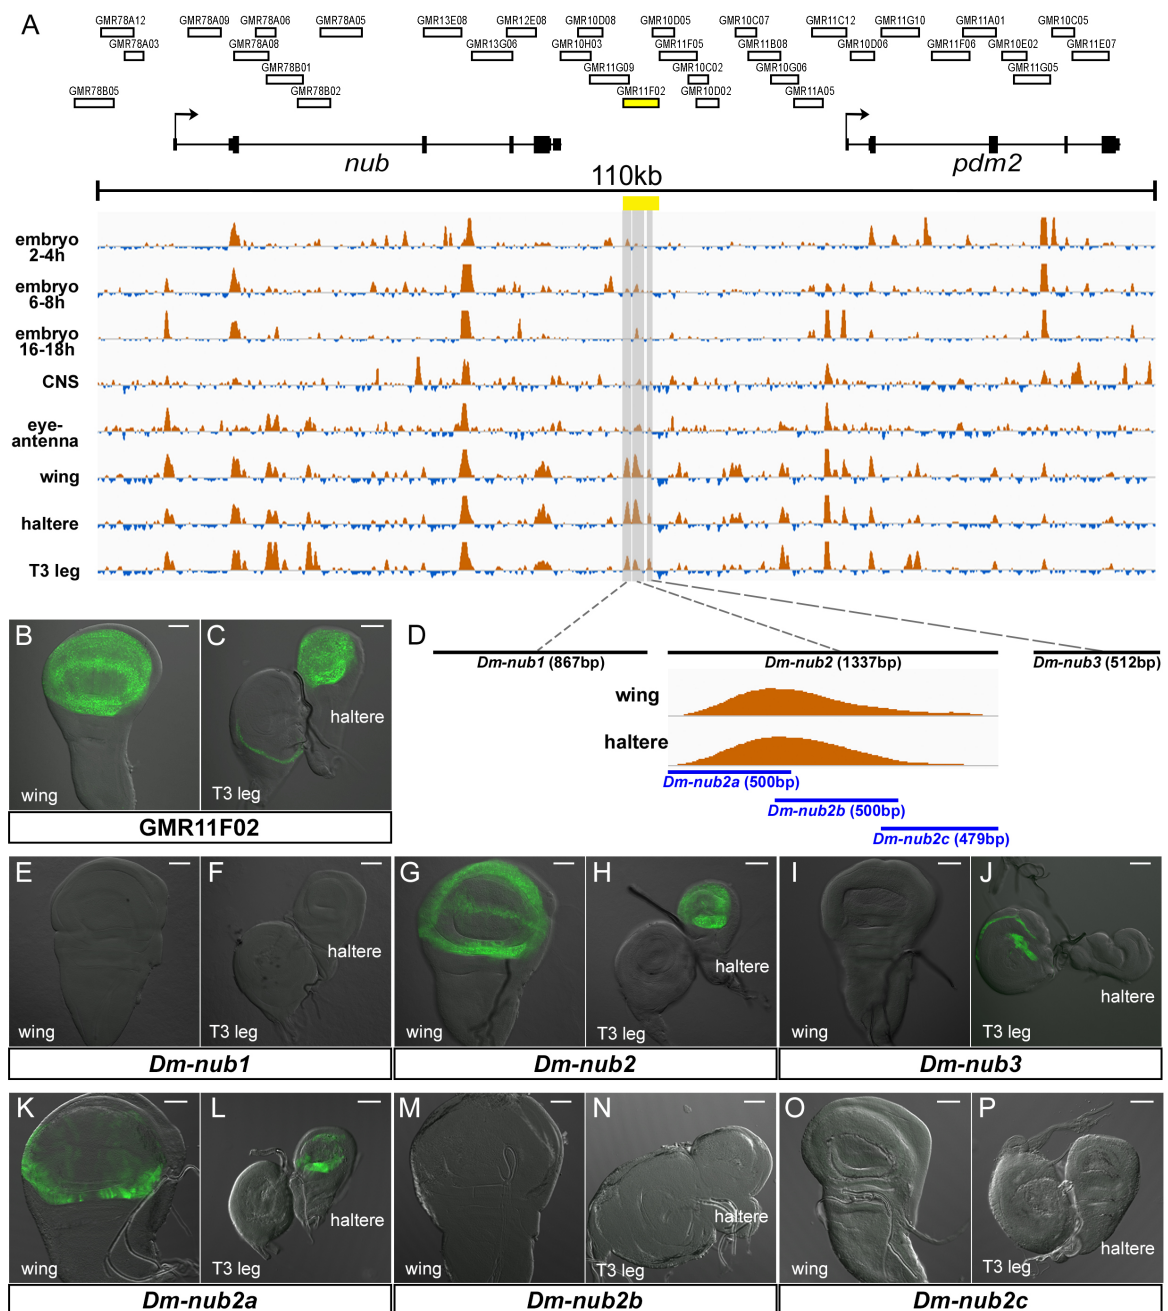 A
GMR78A12 GMR78A09 GMR78A06 GMR78A05 GMR13E08 GMR12E08 GMR10D08 GMR10D05 GMR10C07 GMR11C12 GMR11G10 GMR11A01 GMR10C05
GMR78A03 GMR78A08 GMR13G06 GMR10H03 GMR11F05 GMR11B08 GMR10D06 GMR11F06 GMR10E02 GMR11E07
GMR78B01 GMR11G09 GMR10C02 GMR10G06 GMR11G05
GMR78B05 GMR78B02 GMR11F02 GMR10D02 GMR11A05
nub pdm2
110kb
embryo
2-4h
embryo
6-8h
embryo
16-18h
CNS
eye-
antenna
wing
haltere
T3 leg
B C D
Dm-nub1 (867bp) Dm-nub2 (1337bp) Dm-nub3 (512bp)
wing
haltere
haltere
Dm-nub2a (500bp)
Dm-nub2b (500bp)
Dm-nub2c (479bp)
wing T3 leg
GMR11F02
E F G H I J
haltere haltere haltere
wing T3 leg wing T3 leg wing T3 leg
Dm-nub1 Dm-nub2 Dm-nub3
K L M N O P
haltere haltere haltere
wing T3 leg wing T3 leg wing T3 leg
Dm-nub2a Dm-nub2b Dm-nub2c